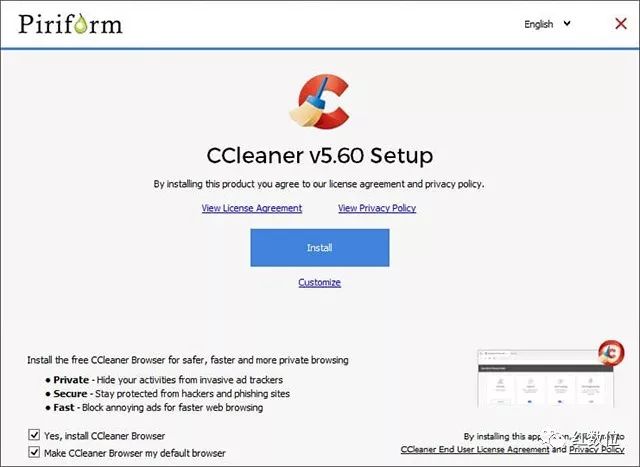 Piriform
English
CCleaner v5.60 Setup
By installing this product you agree to our license agreement and privacy policy.
View License Agreement View Privacy Policy
Install
Customize
Install the free CCleaner Browser for safer, faster and more private browsing
● Private - Hide your activities from invasive ad trackers
● Secure - Stay protected from hackers and phishing sites
● Fast - Block annoying ads for faster web browsing
Yes, install CCleaner Browser
Make CCleaner Browser my default browser
By installing this to
CCleaner End User License Agreement and Privacy Policy
红数位